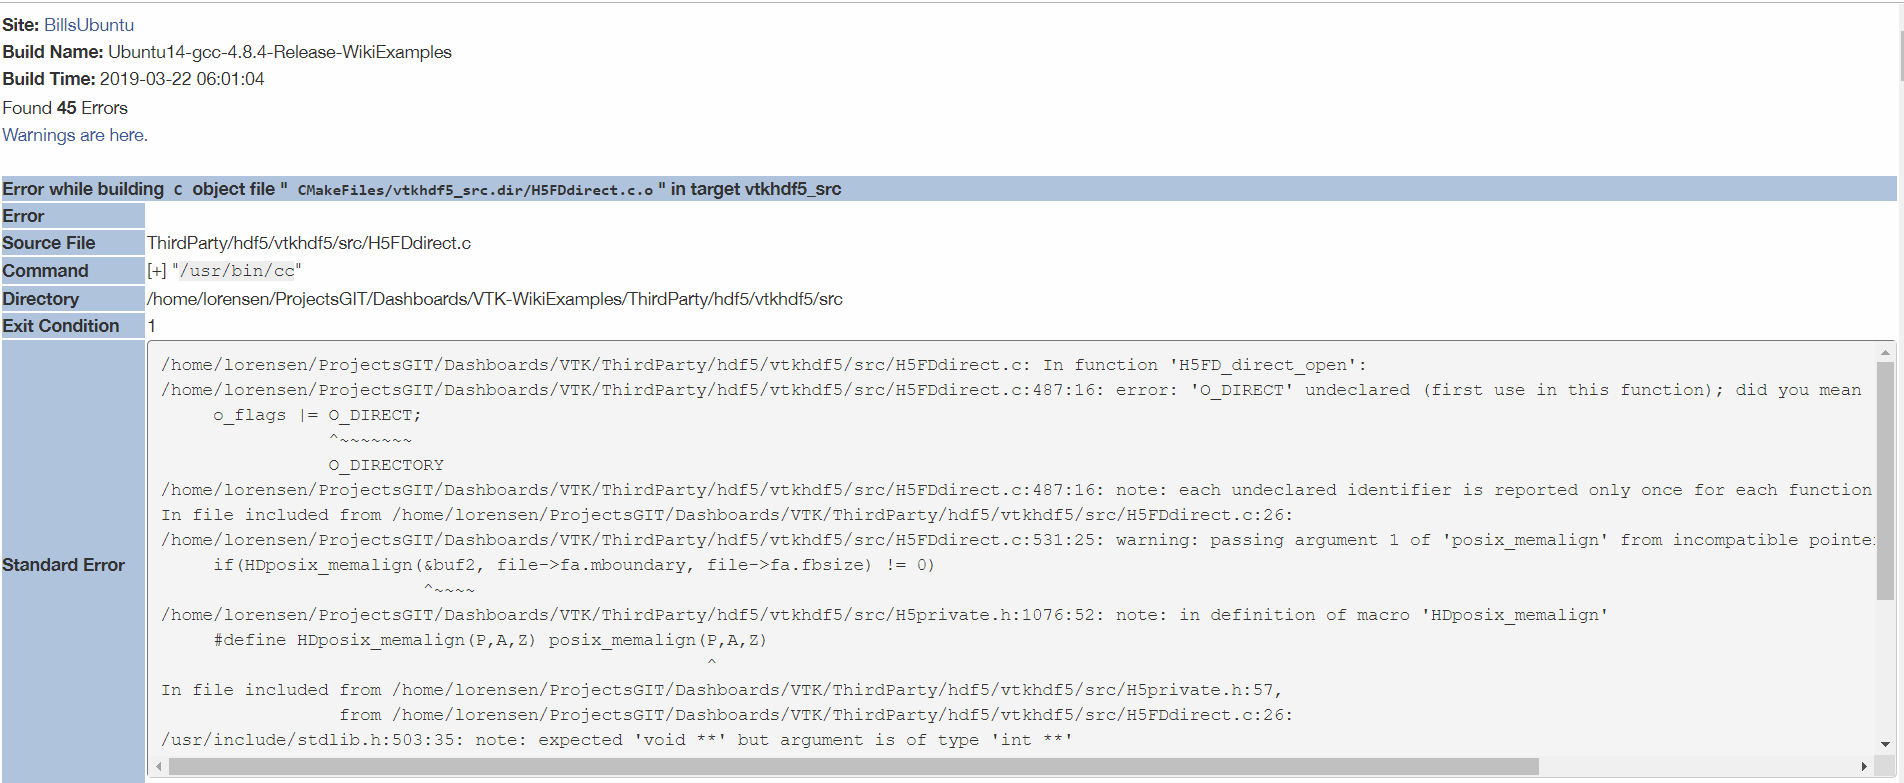 Site: BillsUbuntu
Build Name: Ubuntu14-gcc-4.8.4-Release-WikiExamples
Build Time: 2019-03-22 06:01:04
Found 45 Errors
Warnings are here.
Error while building c object file " CMakeFiles/vtkhdf5_src.dir/H5FDdirect.c.o " in target vtkhdf5_src
Error
Source File ThirdParty/hdf5/vtkhdf5/src/H5FDdirect.c
Command [+] "/usr/bin/cc"
Directory /home/lorensen/ProjectsGIT/Dashboards/VTK-WikiExamples/ThirdParty/hdf5/vtkhdf5/src
Exit Condition 1
Standard Error
/home/lorensen/ProjectsGIT/Dashboards/VTK/ThirdParty/hdf5/vtkhdf5/src/H5FDdirect.c: In function 'H5FD_direct_open':
/home/lorensen/ProjectsGIT/Dashboards/VTK/ThirdParty/hdf5/vtkhdf5/src/H5FDdirect.c:487:16: error: 'O_DIRECT' undeclared (first use in this function); did you mean
o_flags |= O_DIRECT;
^~~~~~~~
O_DIRECTORY
/home/lorensen/ProjectsGIT/Dashboards/VTK/ThirdParty/hdf5/vtkhdf5/src/H5FDdirect.c:487:16: note: each undeclared identifier is reported only once for each function
In file included from /home/lorensen/ProjectsGIT/Dashboards/VTK/ThirdParty/hdf5/vtkhdf5/src/H5FDdirect.c:26:
/home/lorensen/ProjectsGIT/Dashboards/VTK/ThirdParty/hdf5/vtkhdf5/src/H5FDdirect.c:531:25: warning: passing argument 1 of 'posix_memalign' from incompatible pointe
if(HDposix_memalign(&buf2, file->fa.mboundary, file->fa.fbsize) != 0)
^~~~~
/home/lorensen/ProjectsGIT/Dashboards/VTK/ThirdParty/hdf5/vtkhdf5/src/H5private.h:1076:52: note: in definition of macro 'HDposix_memalign'
#define HDposix_memalign(P,A,Z) posix_memalign(P,A,Z)
^
In file included from /home/lorensen/ProjectsGIT/Dashboards/VTK/ThirdParty/hdf5/vtkhdf5/src/H5private.h:57,
from /home/lorensen/ProjectsGIT/Dashboards/VTK/ThirdParty/hdf5/vtkhdf5/src/H5FDdirect.c:26:
/usr/include/stdlib.h:503:35: note: expected 'void **' but argument is of type 'int **'